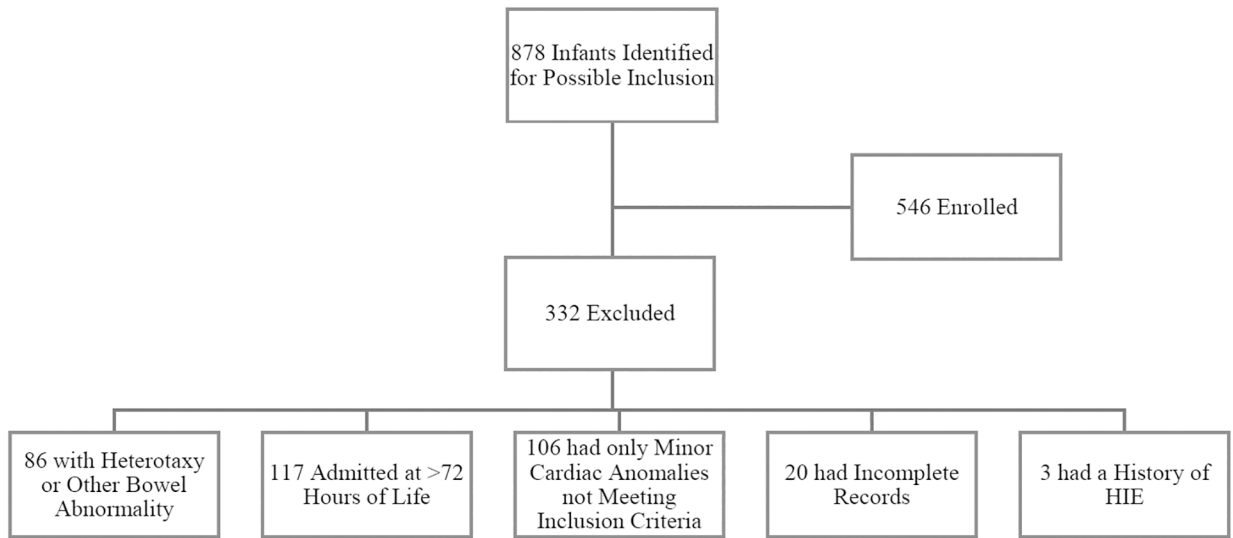 878 Infants Identified
for Possible Inclusion
546 Enrolled
332 Excluded
86 with Heterotaxy
or Other Bowel
Abnormality
117 Admitted at >72
Hours of Life
106 had only Minor
Cardiac Anomalies
not Meeting
Inclusion Criteria
20 had Incomplete
Records
3 had a History of
HIE